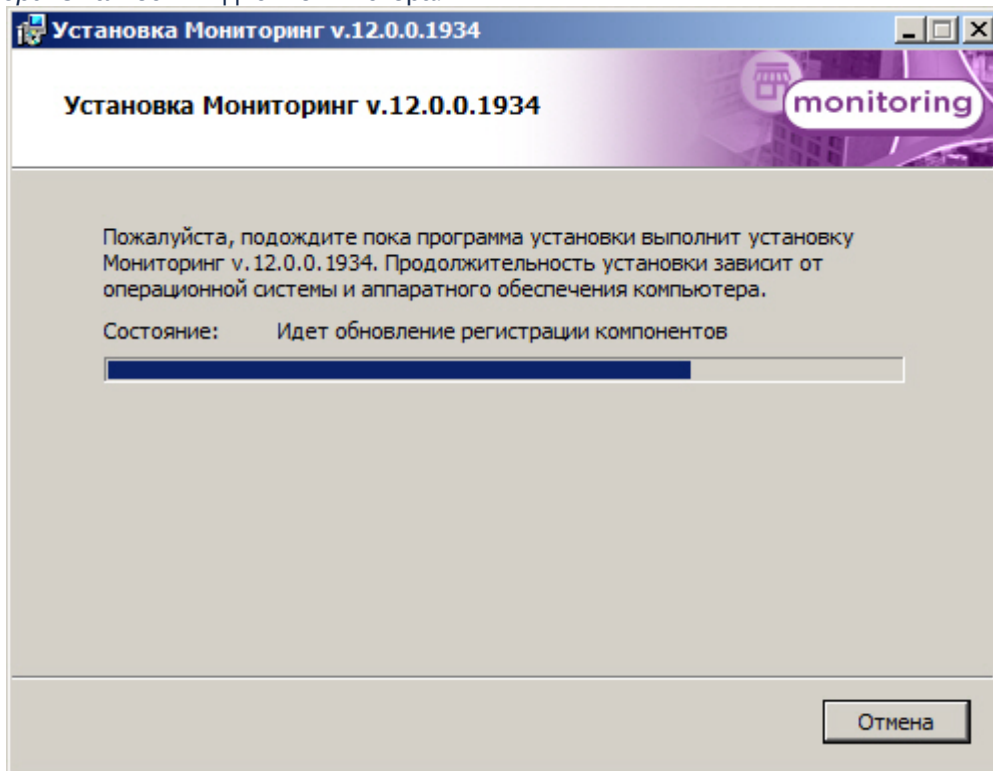 Установка Мониторинг v.12.0.0.1934
Установка Мониторинг v.12.0.0.1934
monitoring
Пожалуйста, подождите пока программа установки выполнит установку
Мониторинг v.12.0.0.1934. Продолжительность установки зависит от
операционной системы и аппаратного обеспечения компьютера.
Состояние: Идет обновление регистрации компонентов
Отмена